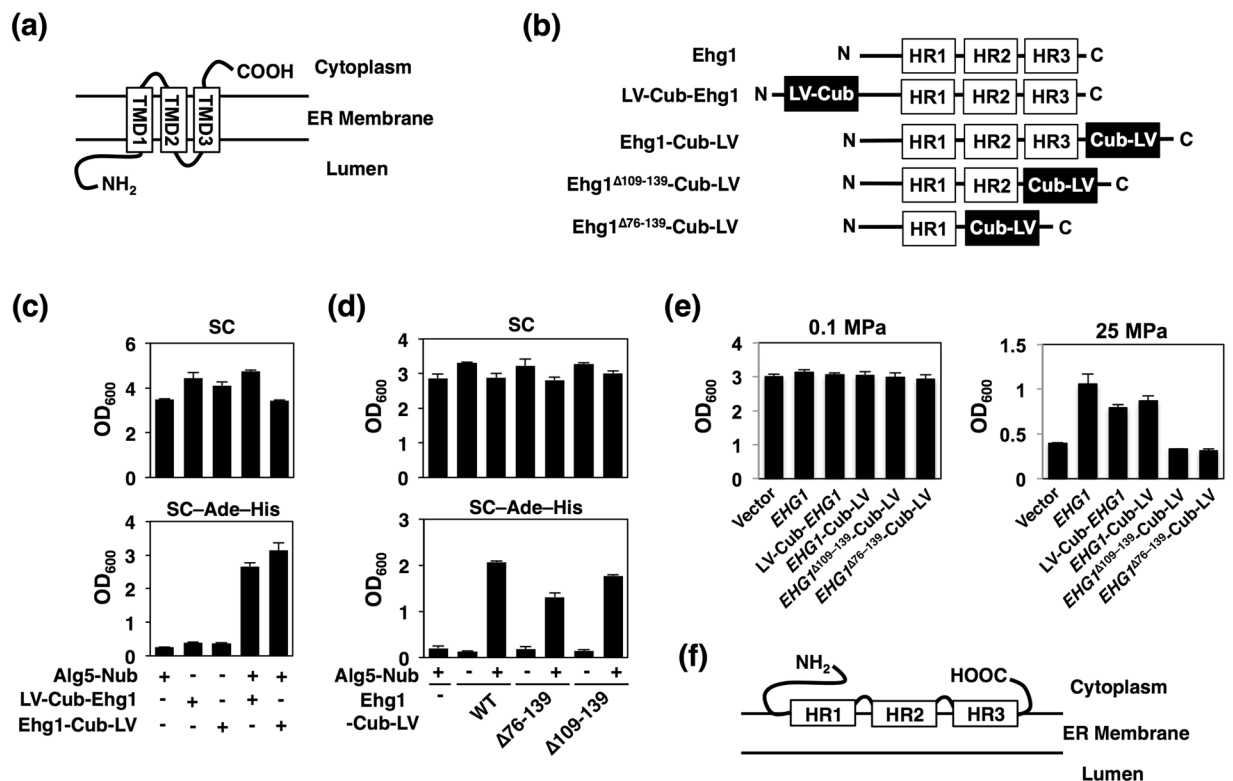 (a)
COOH
Cytoplasm
TMD1
TMD2
TMD3
ER Membrane
Lumen
NH2
(b)
Ehg1 N HR1 HR2 HR3 C
LV-Cub-Ehg1 N LV-Cub HR1 HR2 HR3 C
Ehg1-Cub-LV N HR1 HR2 HR3 Cub-LV C
Ehg1Δ109-139-Cub-LV N HR1 HR2 Cub-LV C
Ehg1Δ76-139-Cub-LV N HR1 Cub-LV C
(c)
SC
OD600
6
4
2
0
SC–Ade–His
OD600
4
3
2
1
0
Alg5-Nub + - - + +
LV-Cub-Ehg1 - + - + -
Ehg1-Cub-LV - - + - +
(d)
SC
OD600
4
3
2
1
0
SC–Ade–His
OD600
3
2
1
0
Alg5-Nub + - + - + - +
Ehg1 -
-Cub-LV
WT
Δ76-139
Δ109-139
(e)
0.1 MPa
OD600
4
3
2
1
0
Vector
EHG1
LV-Cub-EHG1
EHG1-Cub-LV
EHG1Δ109–139-Cub-LV
EHG1Δ76–139-Cub-LV
25 MPa
OD600
1.5
1
0.5
0
Vector
EHG1
LV-Cub-EHG1
EHG1-Cub-LV
EHG1Δ109–139-Cub-LV
EHG1Δ76–139-Cub-LV
(f)
NH2
HOOC
Cytoplasm
HR1 HR2 HR3
ER Membrane
Lumen